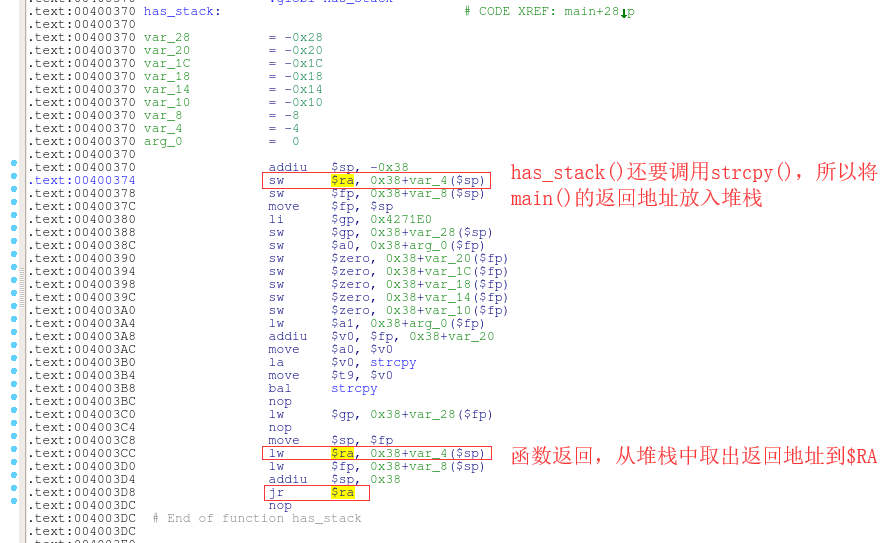 .text:00400370 .globl has_stack
.text:00400370 has_stack: # CODE XREF: main+28↓p
.text:00400370
.text:00400370 var_28 = -0x28
.text:00400370 var_20 = -0x20
.text:00400370 var_1C = -0x1C
.text:00400370 var_18 = -0x18
.text:00400370 var_14 = -0x14
.text:00400370 var_10 = -0x10
.text:00400370 var_8 = -8
.text:00400370 var_4 = -4
.text:00400370 arg_0 = 0
.text:00400370
.text:00400370 addiu $sp, -0x38
.text:00400374 sw $ra, 0x38+var_4($sp)
.text:00400378 sw $fp, 0x38+var_8($sp)
has_stack()还要调用strcpy(),所以将
main()的返回地址放入堆栈
.text:0040037C move $fp, $sp
.text:00400380 li $gp, 0x4271E0
.text:00400388 sw $gp, 0x38+var_28($sp)
.text:0040038C sw $a0, 0x38+arg_0($fp)
.text:00400390 sw $zero, 0x38+var_20($fp)
.text:00400394 sw $zero, 0x38+var_1C($fp)
.text:00400398 sw $zero, 0x38+var_18($fp)
.text:0040039C sw $zero, 0x38+var_14($fp)
.text:004003A0 sw $zero, 0x38+var_10($fp)
.text:004003A4 lw $a1, 0x38+arg_0($fp)
.text:004003A8 addiu $v0, $fp, 0x38+var_20
.text:004003AC move $a0, $v0
.text:004003B0 la $v0, strcpy
.text:004003B4 move $t9, $v0
.text:004003B8 bal strcpy
.text:004003BC nop
.text:004003C0 lw $gp, 0x38+var_28($fp)
.text:004003C4 nop
.text:004003C8 move $sp, $fp
.text:004003CC lw $ra, 0x38+var_4($sp)
函数返回,从堆栈中取出返回地址到$RA
.text:004003D0 lw $fp, 0x38+var_8($sp)
.text:004003D4 addiu $sp, 0x38
.text:004003D8 jr $ra
.text:004003DC nop
.text:004003DC # End of function has_stack
.text:004003DC